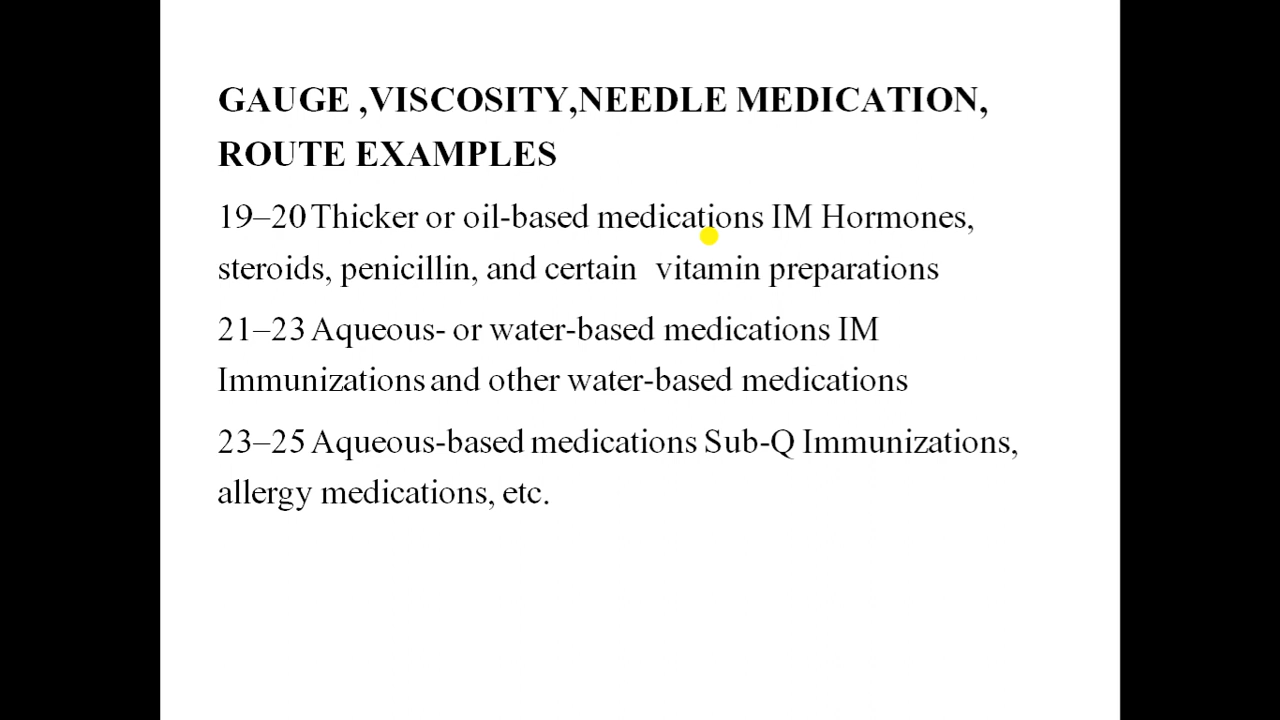 GAUGE ,VISCOSITY,NEEDLE MEDICATION,
ROUTE EXAMPLES
19–20 Thicker or oil-based medications IM Hormones,
steroids, penicillin, and certain vitamin preparations
21–23 Aqueous- or water-based medications IM
Immunizations and other water-based medications
23–25 Aqueous-based medications Sub-Q Immunizations,
allergy medications, etc.